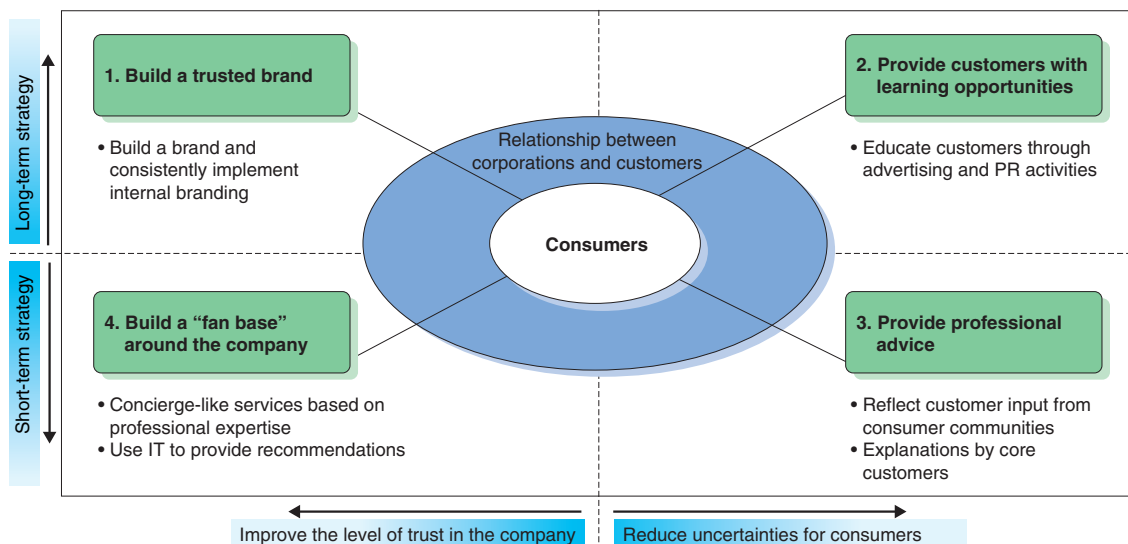 Long-term strategy
1. Build a trusted brand
• Build a brand and
consistently implement
internal branding
2. Provide customers with
learning opportunities
• Educate customers through
advertising and PR activities
Relationship between
corporations and customers
Consumers
Short-term strategy
4. Build a “fan base”
around the company
• Concierge-like services based on
professional expertise
• Use IT to provide recommendations
3. Provide professional
advice
• Reflect customer input from
consumer communities
• Explanations by core
customers
Improve the level of trust in the company
Reduce uncertainties for consumers